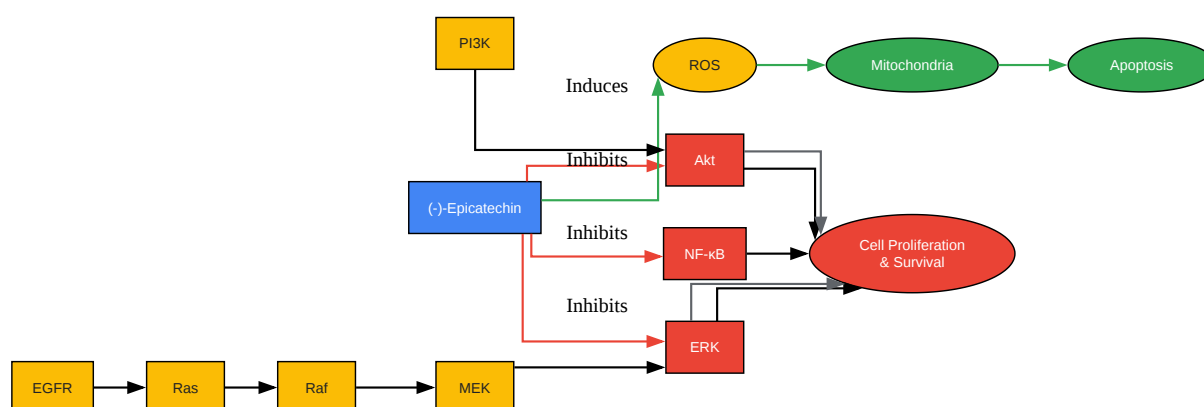 PI3K
ROS
Mitochondria
Apoptosis
Induces
Inhibits
Akt
(-)-Epicatechin
Inhibits
NF-κB
Cell Proliferation
& Survival
Inhibits
ERK
EGFR
Ras
Raf
MEK